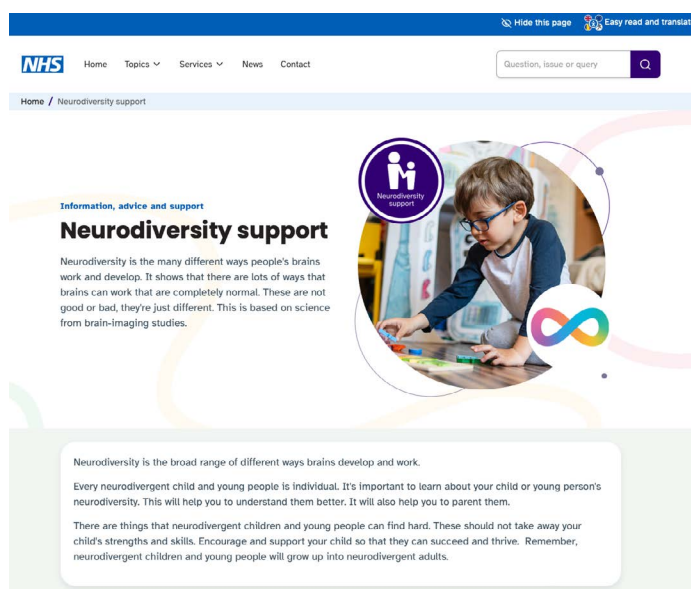 Hide this page Easy read and translat
NHS Home Topics Services News Contact Question, issue or query
Home / Neurodiversity support
Neurodiversity
support
Information, advice and support
Neurodiversity support
Neurodiversity is the many different ways people's brains
work and develop. It shows that there are lots of ways that
brains can work that are completely normal. These are not
good or bad, they're just different. This is based on science
from brain-imaging studies.
Neurodiversity is the broad range of different ways brains develop and work.
Every neurodivergent child and young people is individual. It's important to learn about your child or young person's
neurodiversity. This will help you to understand them better. It will also help you to parent them.
There are things that neurodivergent children and young people can find hard. These should not take away your
child's strengths and skills. Encourage and support your child so that they can succeed and thrive. Remember,
neurodivergent children and young people will grow up into neurodivergent adults.